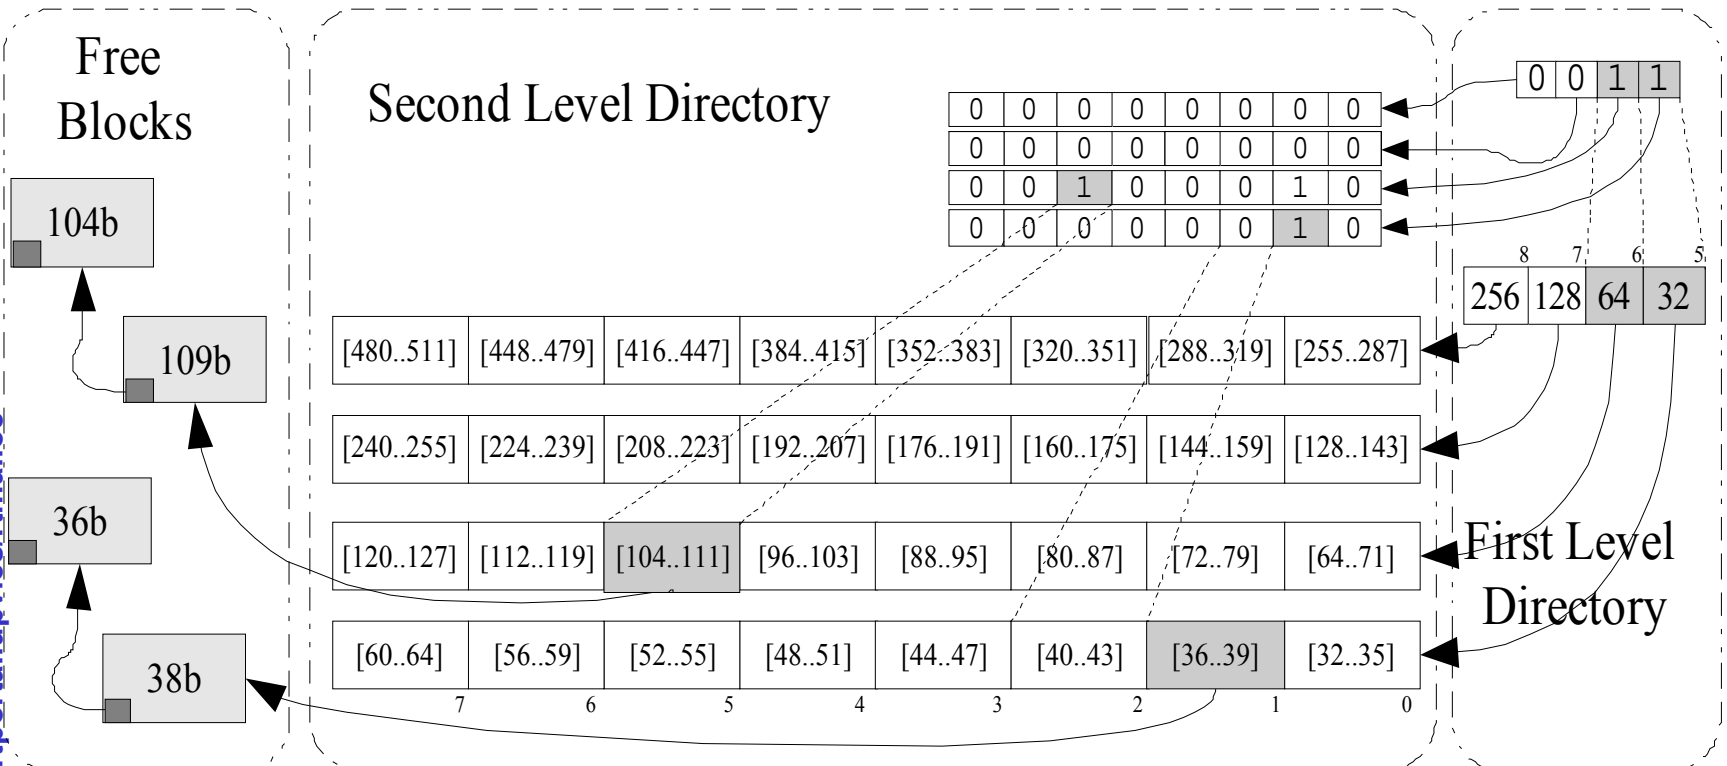 Free
Blocks
Second Level Directory
0 0 1 1
0 0 0 0 0 0 0 0
0 0 0 0 0 0 0 0
0 0 1 0 0 0 1 0
0 0 0 0 0 0 1 0
104b
109b
36b
38b
8 7 6 5
256 128 64 32
[480..511] [448..479] [416..447] [384..415] [352..383] [320..351] [288..319] [255..287]
[240..255] [224..239] [208..223] [192..207] [176..191] [160..175] [144..159] [128..143]
[120..127] [112..119] [104..111] [96..103] [88..95] [80..87] [72..79] [64..71]
[60..64] [56..59] [52..55] [48..51] [44..47] [40..43] [36..39] [32..35]
7 6 5 4 3 2 1 0
First Level
Directory